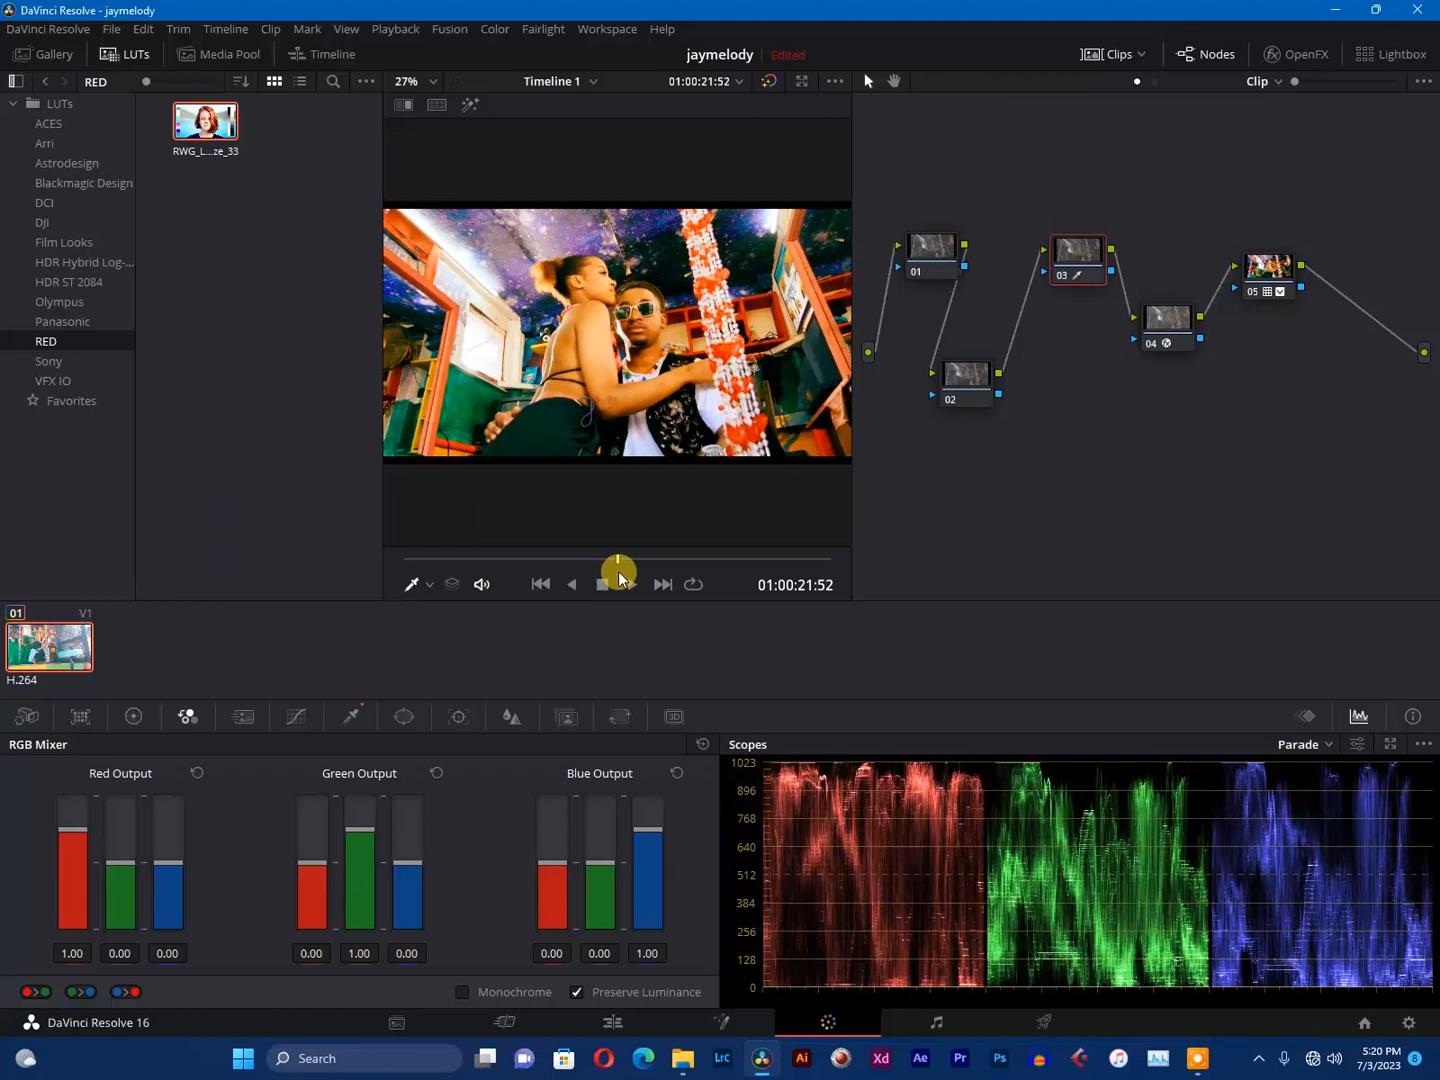 DaVinci Resolve - jaymelody
DaVinci Resolve File Edit Trim Timeline Clip Mark View Playback Fusion Color Fairlight Workspace Help
Gallery LUTs Media Pool Timeline jaymelody Edited Clips Nodes OpenFX Lightbox
RED 27% Timeline 1 01:00:21:52 Clip
LUTs
ACES
Arri
Astrodesign
Blackmagic Design
DCI
DJI
Film Looks
HDR Hybrid Log-...
HDR ST 2084
Olympus
Panasonic
RED
Sony
VFX IO
Favorites
RWG_L...ze_33
01
02
03
04
05
01:00:21:52
01 V1
H.264
RGB Mixer
Red Output Green Output Blue Output
1.00 0.00 0.00 0.00 1.00 0.00 0.00 0.00 1.00
Monochrome Preserve Luminance
Scopes Parade
1023
896
768
640
512
384
256
128
0
DaVinci Resolve 16
Search LrC Ai Xd Ae Pr Ps
5:20 PM
7/3/2023
8
3D